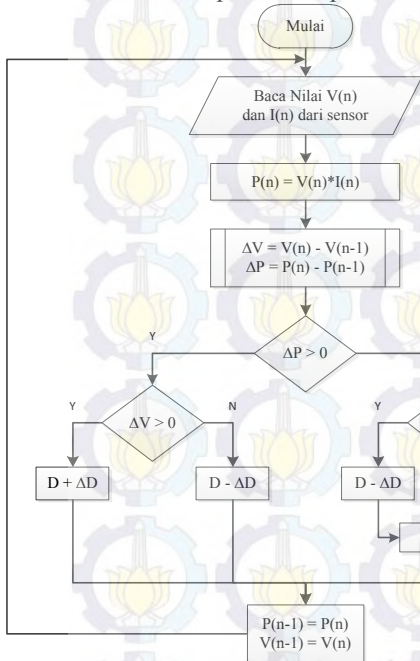 Mulai
Baca Nilai V(n)
dan I(n) dari sensor
P(n) = V(n)*I(n)
ΔV = V(n) - V(n-1)
ΔP = P(n) - P(n-1)
ΔP > 0
Y
ΔV > 0
Y
N
Y
D + ΔD
D - ΔD
D - ΔD
P(n-1) = P(n)
V(n-1) = V(n)